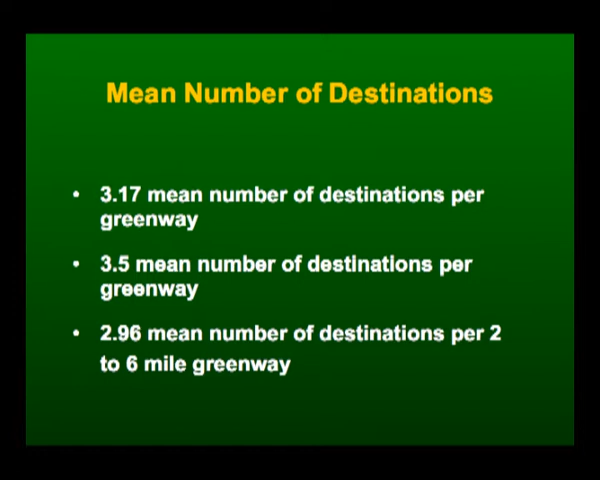 Mean Number of Destinations
• 3.17 mean number of destinations per
greenway
• 3.5 mean number of destinations per
greenway
• 2.96 mean number of destinations per 2
to 6 mile greenway